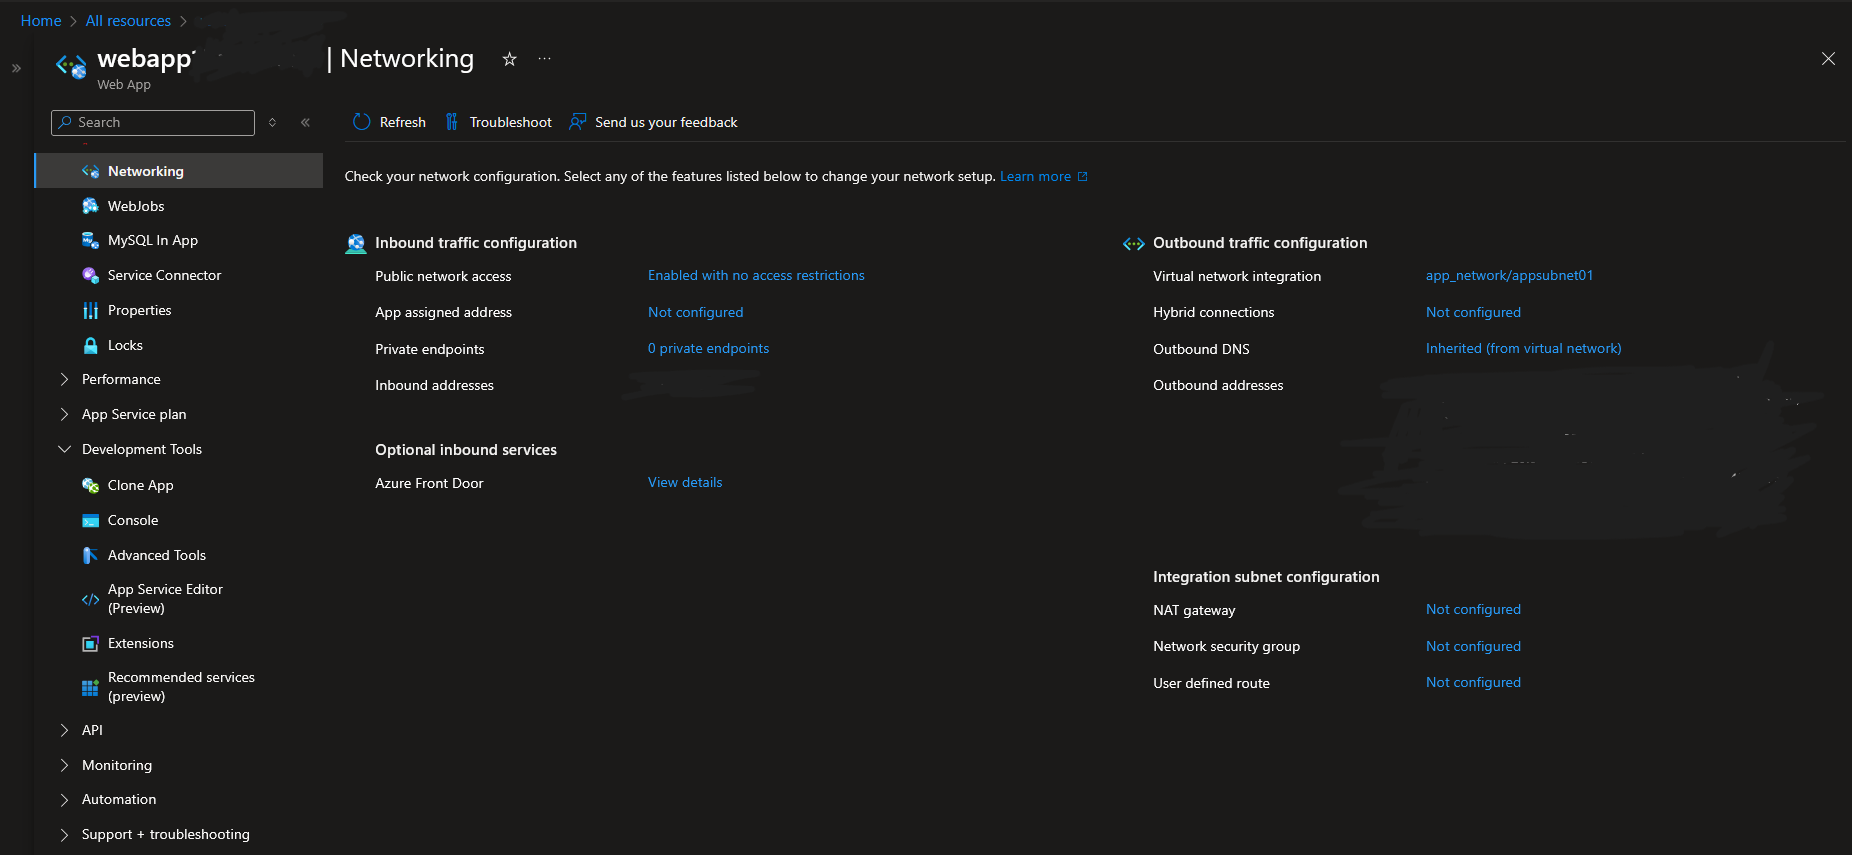 Home > All resources >
webapp
| Networking
Web App
Search
Refresh
Troubleshoot
Send us your feedback
Networking
WebJobs
MySQL In App
Service Connector
Properties
Locks
Performance
App Service plan
Development Tools
Clone App
Console
Advanced Tools
App Service Editor
(Preview)
Extensions
Recommended services
(preview)
API
Monitoring
Automation
Support + troubleshooting
Check your network configuration. Select any of the features listed below to change your network setup. Learn more
Inbound traffic configuration
Public network access Enabled with no access restrictions
App assigned address Not configured
Private endpoints 0 private endpoints
Inbound addresses
Optional inbound services
Azure Front Door View details
Outbound traffic configuration
Virtual network integration app_network/appsubnet01
Hybrid connections Not configured
Outbound DNS Inherited (from virtual network)
Outbound addresses
Integration subnet configuration
NAT gateway Not configured
Network security group Not configured
User defined route Not configured